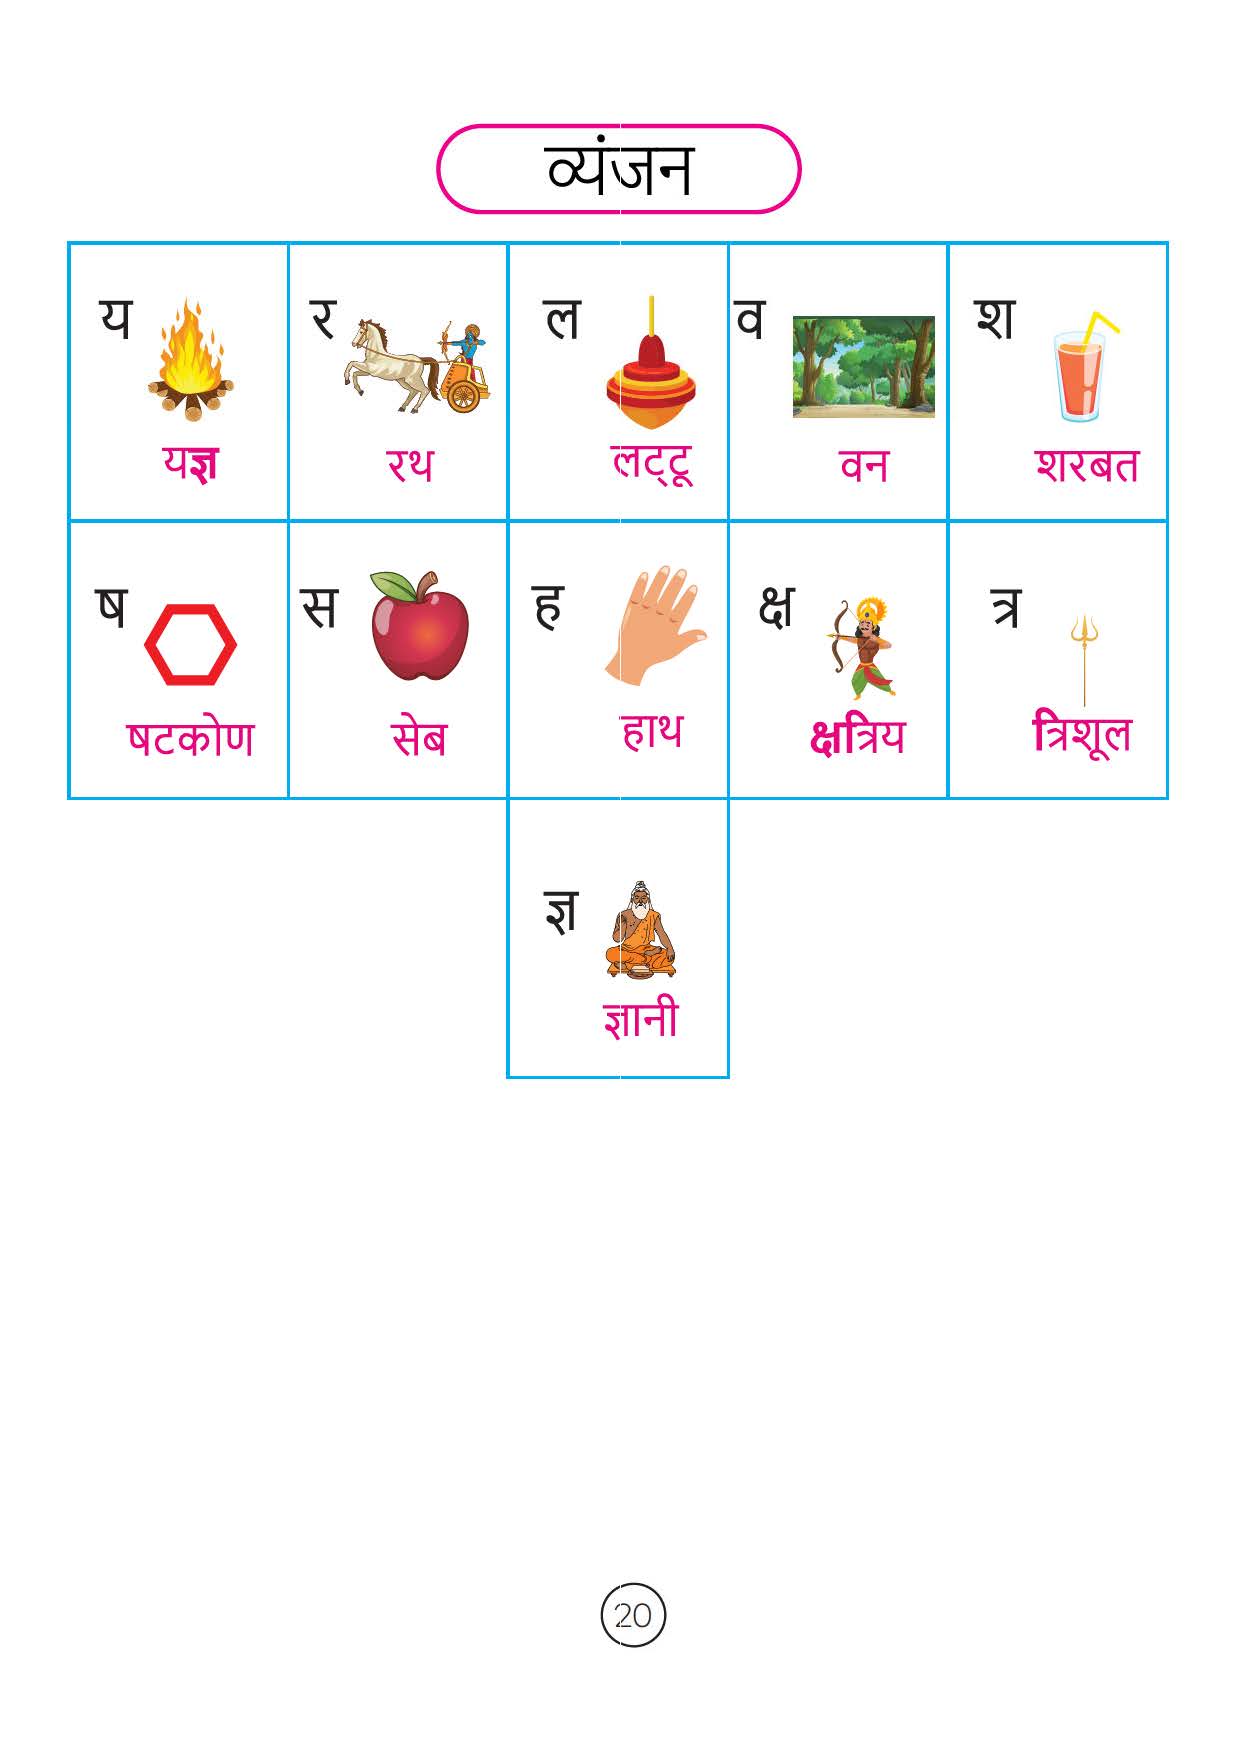 व्यंजन
य
यज्ञ
र
रथ
ल
लट्टू
व
वन
श
शरबत
ष
षटकोण
स
सेब
ह
हाथ
क्ष
क्षत्रिय
त्र
त्रिशूल
ज्ञ
ज्ञानी
20